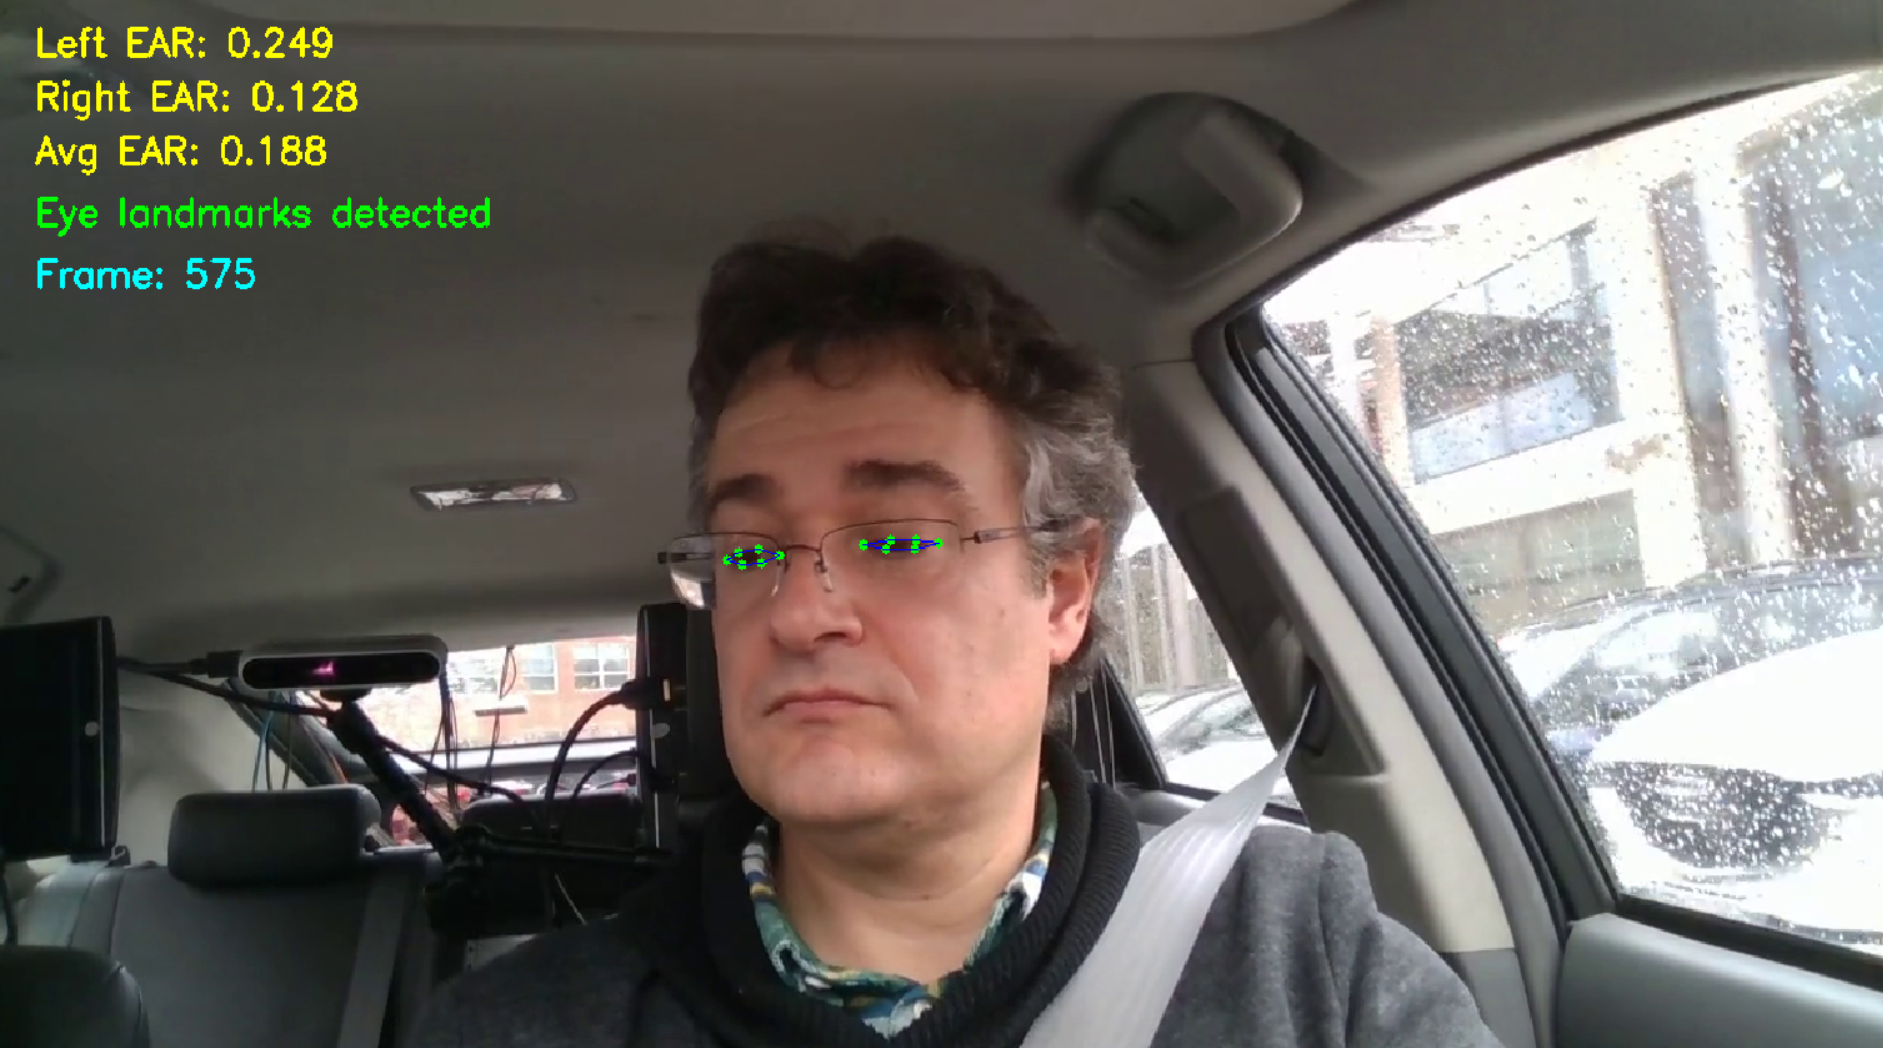 Left EAR: 0.249
Right EAR: 0.128
Avg EAR: 0.188
Eye landmarks detected
Frame: 575